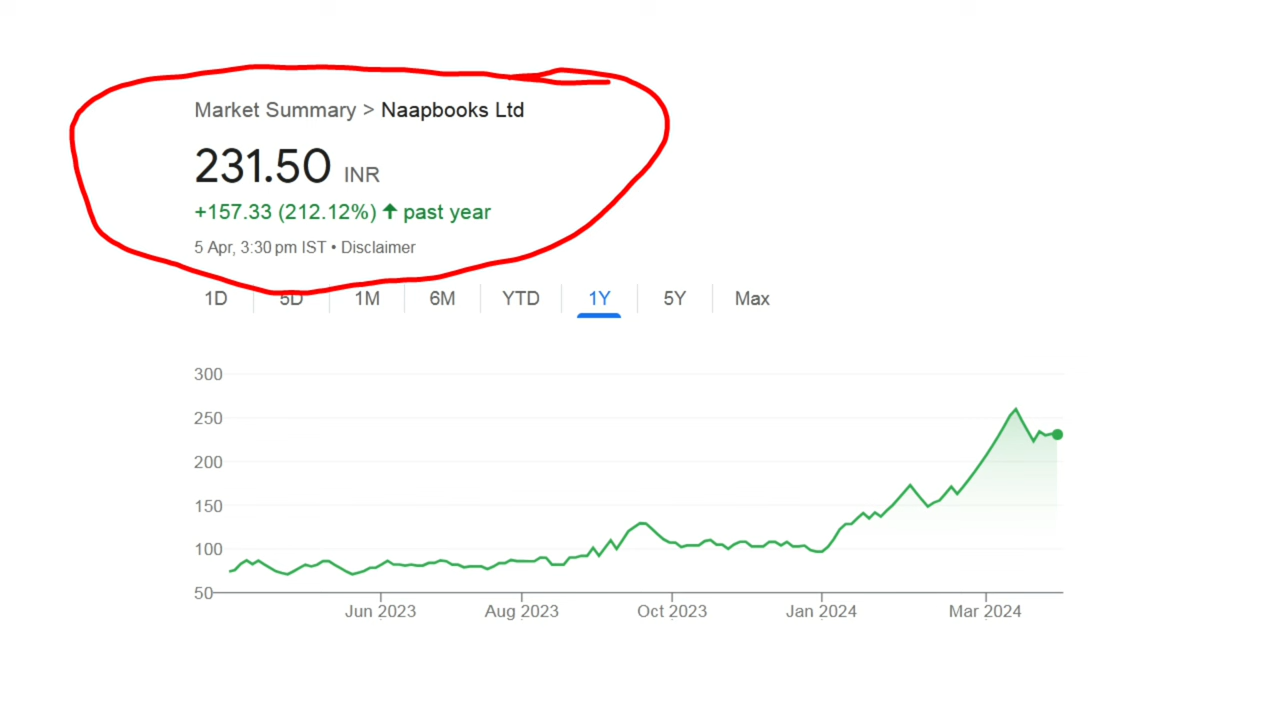 Market Summary > Naapbooks Ltd
231.50 INR
+157.33 (212.12%) ↑ past year
5 Apr, 3:30 pm IST • Disclaimer
1D 5D 1M 6M YTD 1Y 5Y Max
300
250
200
150
100
50
Jun 2023 Aug 2023 Oct 2023 Jan 2024 Mar 2024